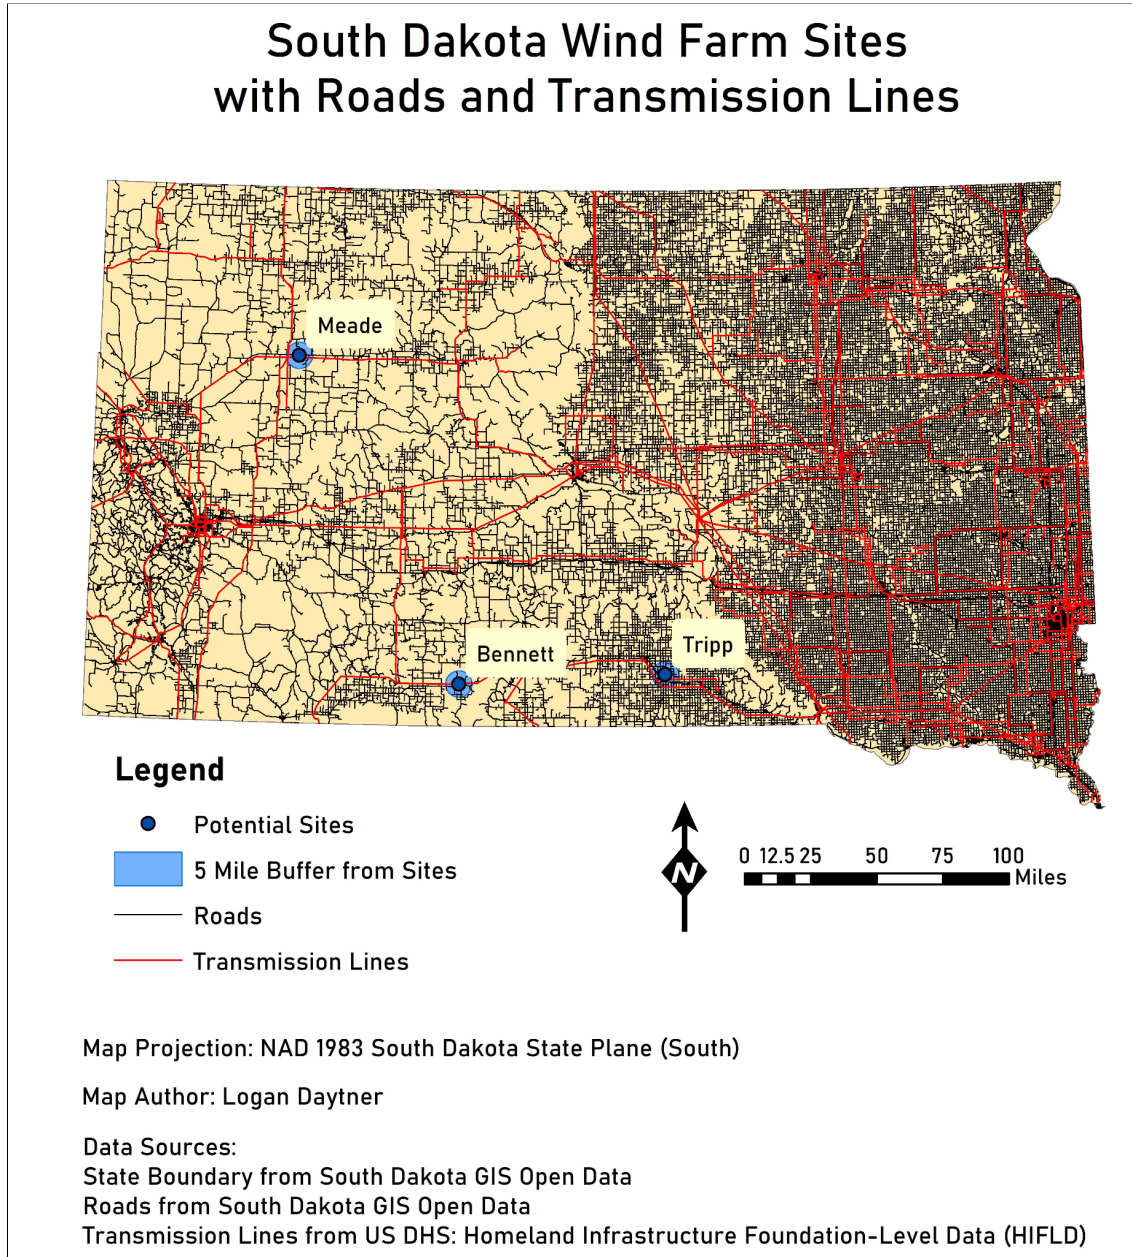 South Dakota Wind Farm Sites
with Roads and Transmission Lines
Meade
Bennett
Tripp
Legend
Potential Sites
5 Mile Buffer from Sites
Roads
Transmission Lines
N
0 12.5 25 50 75 100
Miles
Map Projection: NAD 1983 South Dakota State Plane (South)
Map Author: Logan Daytner
Data Sources:
State Boundary from South Dakota GIS Open Data
Roads from South Dakota GIS Open Data
Transmission Lines from US DHS: Homeland Infrastructure Foundation-Level Data (HIFLD)